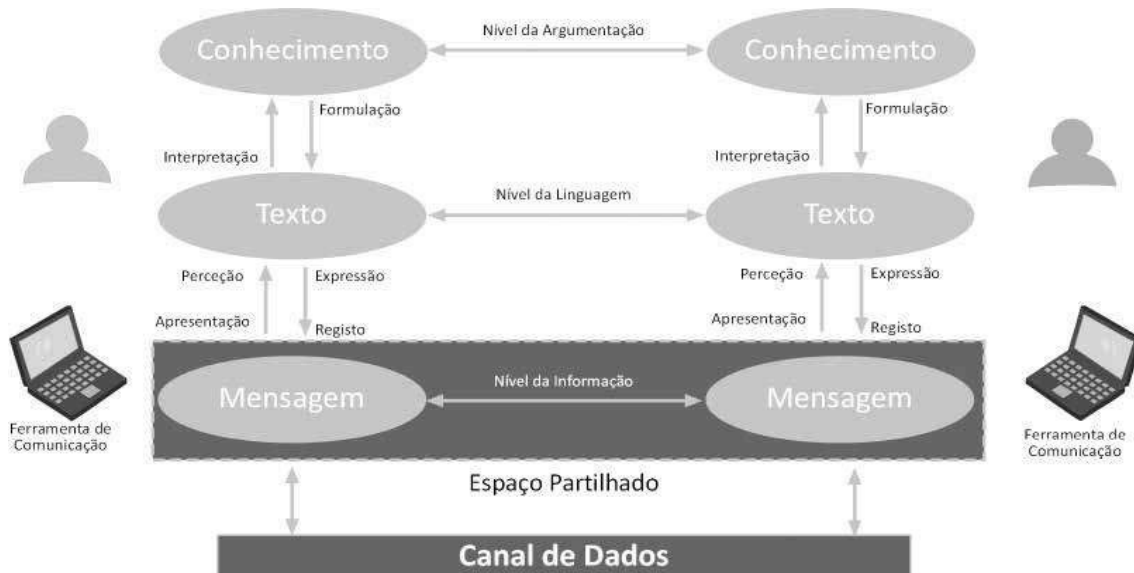 Conhecimento
Nivel da Argumentação
Conhecimento
Formulação
Formulação
Interpretação
Interpretação
Texto
Nível da Linguagem
Texto
Perceção
Expressão
Perceção
Expressão
Apresentação
Registo
Apresentação
Registo
Mensagem
Nível da Informação
Mensagem
Ferramenta de
Comunicação
Ferramenta de
Comunicação
Espaço Partilhado
Canal de Dados